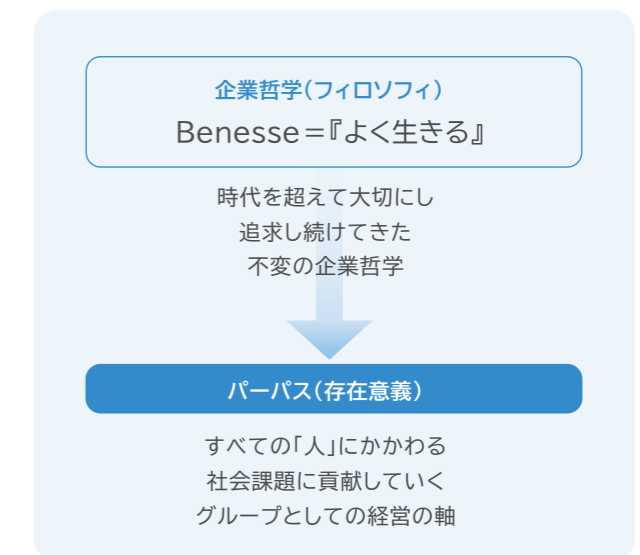 企業哲学(フィロソフィ)
Benesse=『よく生きる』
時代を超えて大切にし
追求し続けてきた
不変の企業哲学
パーパス(存在意義)
すべての「人」にかかわる
社会課題に貢献していく
グループとしての経営の軸